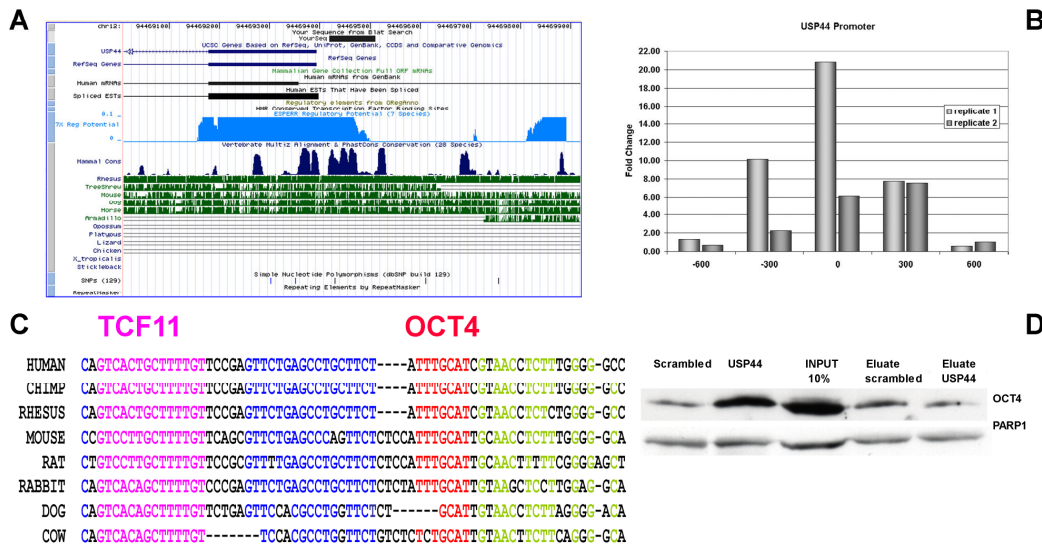 A
chr12: 94469100| 94469200| 94469300| 94469400| 94469500| 94469600| 94469700| 94469800| 94469900|
Your Sequence from Blat Search
YourSeq
UCSC Genes Based on RefSeq, UniProt, GenBank, CCDS and Comparative Genomics
USP44
RefSeq Genes
RefSeq Genes
Mammalian Gene Collection Full ORF mRNAs
Human mRNAs from GenBank
Human mRNAs
Human ESTs That Have Been Spliced
Spliced ESTs
Regulatory elements from ORegAnno
HMR Conserved Transcription Factor Binding Sites
0.1 _
ESPERR Regulatory Potential (7 Species)
7X Reg Potential
0 _
Vertebrate Multiz Alignment & PhastCons Conservation (28 Species)
Mammal Cons
Rhesus
TreeShrew
Mouse
Dog
Horse
Armadillo
Opossum
Platypus
Lizard
Chicken
X_tropicalis
Stickleback
Simple Nucleotide Polymorphisms (dbSNP build 129)
SNPs (129)
Repeating Elements by RepeatMasker
RepeatMasker
B
USP44 Promoter
Fold Change
22.00
20.00
18.00
16.00
14.00
12.00
10.00
8.00
6.00
4.00
2.00
0.00
-600 -300 0 300 600
replicate 1
replicate 2
C
TCF11 OCT4
HUMAN CAGTCACTGCTTTTGTTCCGAGTTCTGAGCCTGCTTCT----ATTTGCATCGTAACCTCTTTGGGG-GCC
CHIMP CAGTCACTGCTTTTGTTCCGAGTTCTGAGCCTGCTTCT----ATTTGCATCGTAACCTCTTTGGGG-GCC
RHESUS CAGTCACTGCTTTTGTTCCGAGTTCTGAGCCTGCTTCT----ATTTGCATCGTAACCTCTCTGGGG-GCC
MOUSE CCGTCCTTGCTTTTGTTCAGCGTTCTGAGCCCAGTTCTCTCCATTTGCATTGCAACCTCTTTGGGG-GCA
RAT CTGTCCTTGCTTTTGTTCCGCGTTTTGAGCCTGCTTCTCTCCATTTGCATTGCAACTTTTTCGGGGAGCT
RABBIT CAGTCACAGCTTTTGTCCCGAGTTCTGAGCCTGCTTCTCTCTATTTGCATTGTAAGCTCCTTGGAG-GCA
DOG CAGTCACTGCTTTTGTTCTGAGTTCCACGCCTGGTTCTCT------GCATTGTAACCTCTTAGGGG-ACA
COW CAGTCACAGCTTTTGT-------TCCACGCCTGGTTCTGTCTCTCTGCATTGTAACTTCTTCAGGGG-GCA
D
Scrambled USP44 INPUT 10% Eluate scrambled Eluate USP44
OCT4
PARP1